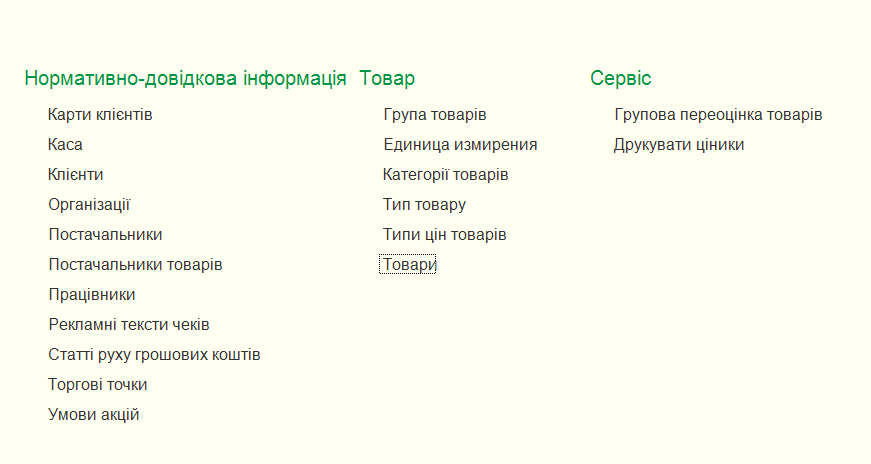 Нормативно-довідкова інформація
Карти клієнтів
Каса
Клієнти
Організації
Постачальники
Постачальники товарів
Працівники
Рекламні тексти чеків
Статті руху грошових коштів
Торгові точки
Умови акцій
Товар
Група товарів
Единица измирения
Категорії товарів
Тип товару
Типи цін товарів
Товари
Сервіс
Групова переоцінка товарів
Друкувати ціники